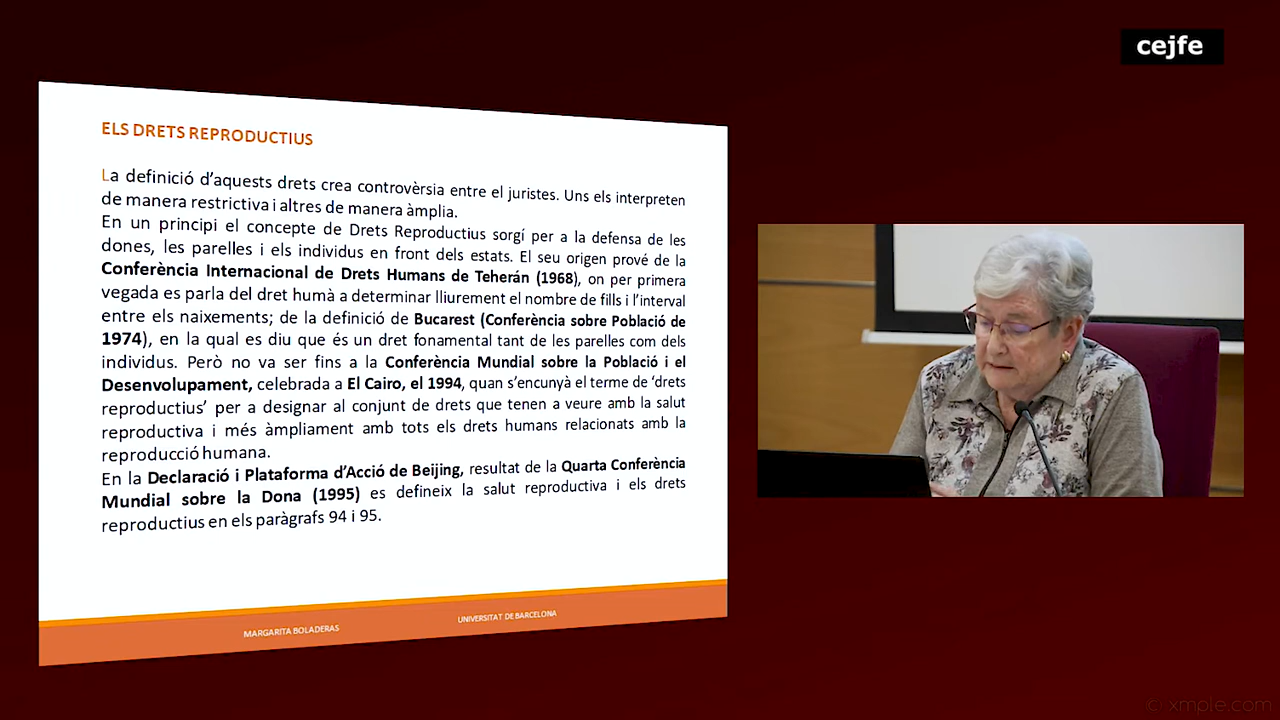 cejfe
ELS DRETS REPRODUCTIUS
La definició d'aquests drets crea controvèrsia entre el juristes. Uns els interpreten
de manera restrictiva i altres de manera àmplia.
En un principi el concepte de Drets Reproductius sorgí per a la defensa de les
dones, les parelles i els individus en front dels estats. El seu origen prové de la
Conferència Internacional de Drets Humans de Teherán (1968), on per primera
vegada es parla del dret humà a determinar lliurement el nombre de fills i l'interval
entre els naixements; de la definició de Bucarest (Conferència sobre Població de
1974), en la qual es diu que és un dret fonamental tant de les parelles com dels
individus. Però no va ser fins a la Conferència Mundial sobre la Població i el
Desenvolupament, celebrada a El Cairo, el 1994, quan s'encunyà el terme de 'drets
reproductius' per a designar al conjunt de drets que tenen a veure amb la salut
reproductiva i més àmpliament amb tots els drets humans relacionats amb la
reproducció humana.
En la Declaració i Plataforma d'Acció de Beijing, resultat de la Quarta Conferència
Mundial sobre la Dona (1995) es defineix la salut reproductiva i els drets
reproductius en els paràgrafs 94 i 95.
MARGARITA BOLADERAS
UNIVERSITAT DE BARCELONA
(c) xmple.com